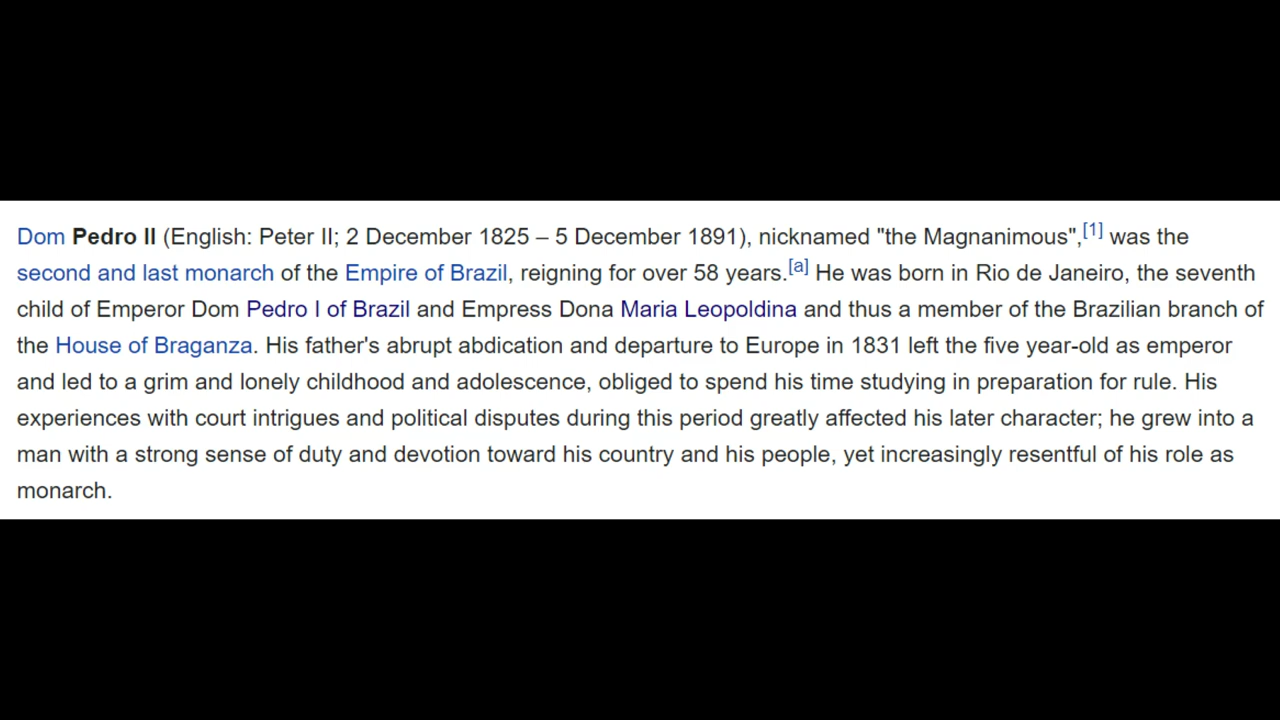 Dom Pedro II (English: Peter II; 2 December 1825 – 5 December 1891), nicknamed "the Magnanimous",[1] was the
second and last monarch of the Empire of Brazil, reigning for over 58 years.[a] He was born in Rio de Janeiro, the seventh
child of Emperor Dom Pedro I of Brazil and Empress Dona Maria Leopoldina and thus a member of the Brazilian branch of
the House of Braganza. His father's abrupt abdication and departure to Europe in 1831 left the five year-old as emperor
and led to a grim and lonely childhood and adolescence, obliged to spend his time studying in preparation for rule. His
experiences with court intrigues and political disputes during this period greatly affected his later character; he grew into a
man with a strong sense of duty and devotion toward his country and his people, yet increasingly resentful of his role as
monarch.